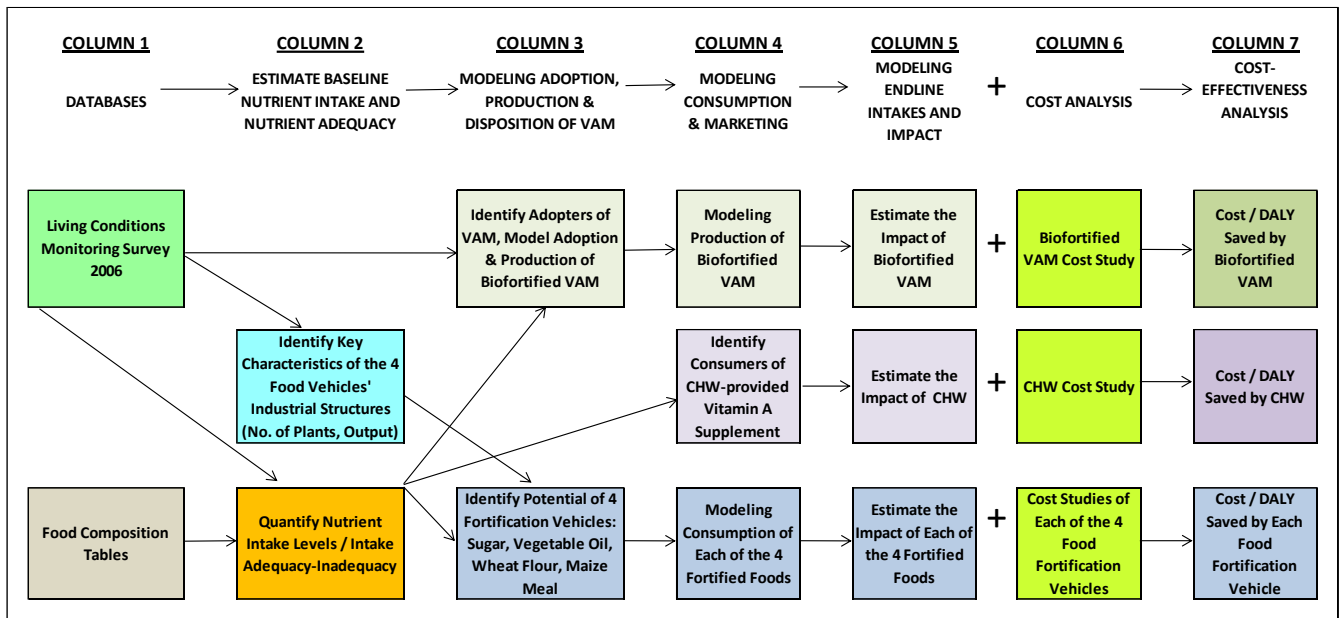 COLUMN 1
DATABASES
COLUMN 2
ESTIMATE BASELINE
NUTRIENT INTAKE AND
NUTRIENT ADEQUACY
COLUMN 3
MODELING ADOPTION,
PRODUCTION &
DISPOSITION OF VAM
COLUMN 4
MODELING
CONSUMPTION
& MARKETING
COLUMN 5
MODELING
ENDLINE
INTAKES AND
IMPACT
+
COLUMN 6
COST ANALYSIS
COLUMN 7
COST-
EFFECTIVENESS
ANALYSIS
Living Conditions
Monitoring Survey
2006
Identify Adopters of
VAM, Model Adoption
& Production of
Biofortified VAM
Modeling
Production of
Biofortified
VAM
Estimate the
Impact of
Biofortified
VAM
+
Biofortified
VAM Cost Study
Cost / DALY
Saved by
Biofortified
VAM
Identify Key
Characteristics of the 4
Food Vehicles'
Industrial Structures
(No. of Plants, Output)
Identify
Consumers of
CHW-provided
Vitamin A
Supplement
Estimate the
Impact of CHW
+
CHW Cost Study
Cost / DALY
Saved by CHW
Food Composition
Tables
Quantify Nutrient
Intake Levels / Intake
Adequacy-Inadequacy
Identify Potential of 4
Fortification Vehicles:
Sugar, Vegetable Oil,
Wheat Flour, Maize
Meal
Modeling
Consumption of
Each of the 4
Fortified Foods
Estimate the
Impact of Each of
the 4 Fortified
Foods
+
Cost Studies of
Each of the 4
Food
Fortification
Vehicles
Cost / DALY
Saved by Each
Food
Fortification
Vehicle